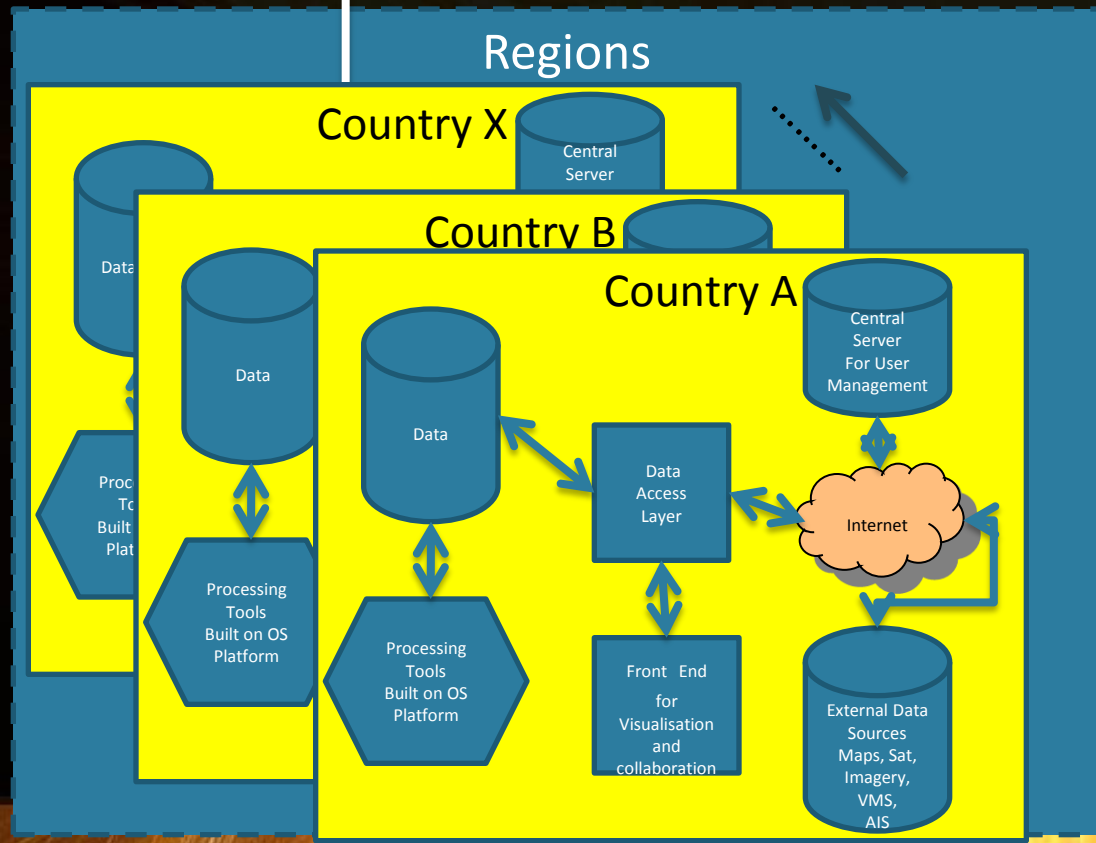 Regions
Country X
Central
Server
Data
Country B
Data
Processing
Tools
Built on OS
Platform
Country A
Central
Server
For User
Management
Data
Data
Access
Layer
Internet
Processing
Tools
Built on OS
Platform
Front End
for
Visualisation
and
collaboration
External Data
Sources
Maps, Sat,
Imagery,
VMS,
AIS